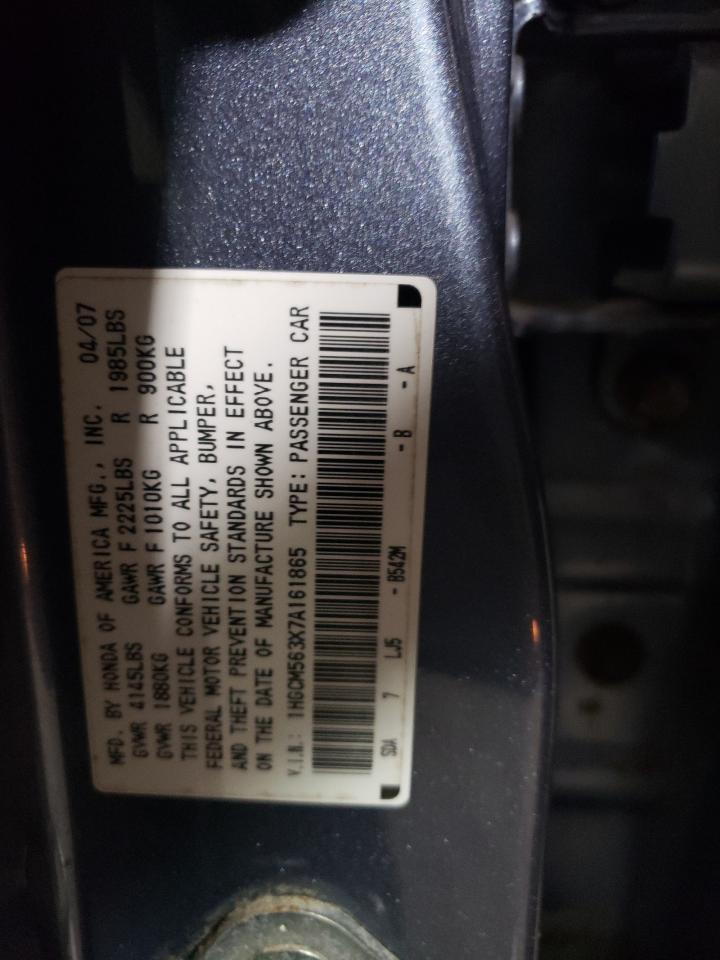 MFD. BY HONDA OF AMERICA MFG., INC. 04/07
GVWR 4145LBS GAWR F 2225LBS R 1985LBS
GVWR 1880KG GAWR F 1010KG R 900KG
THIS VEHICLE CONFORMS TO ALL APPLICABLE
FEDERAL MOTOR VEHICLE SAFETY, BUMPER,
AND THEFT PREVENTION STANDARDS IN EFFECT
ON THE DATE OF MANUFACTURE SHOWN ABOVE.
V.I.N.: 1HGCM563X7A161865 TYPE: PASSENGER CAR
SDA 7 LJ5 - B542M - B - A